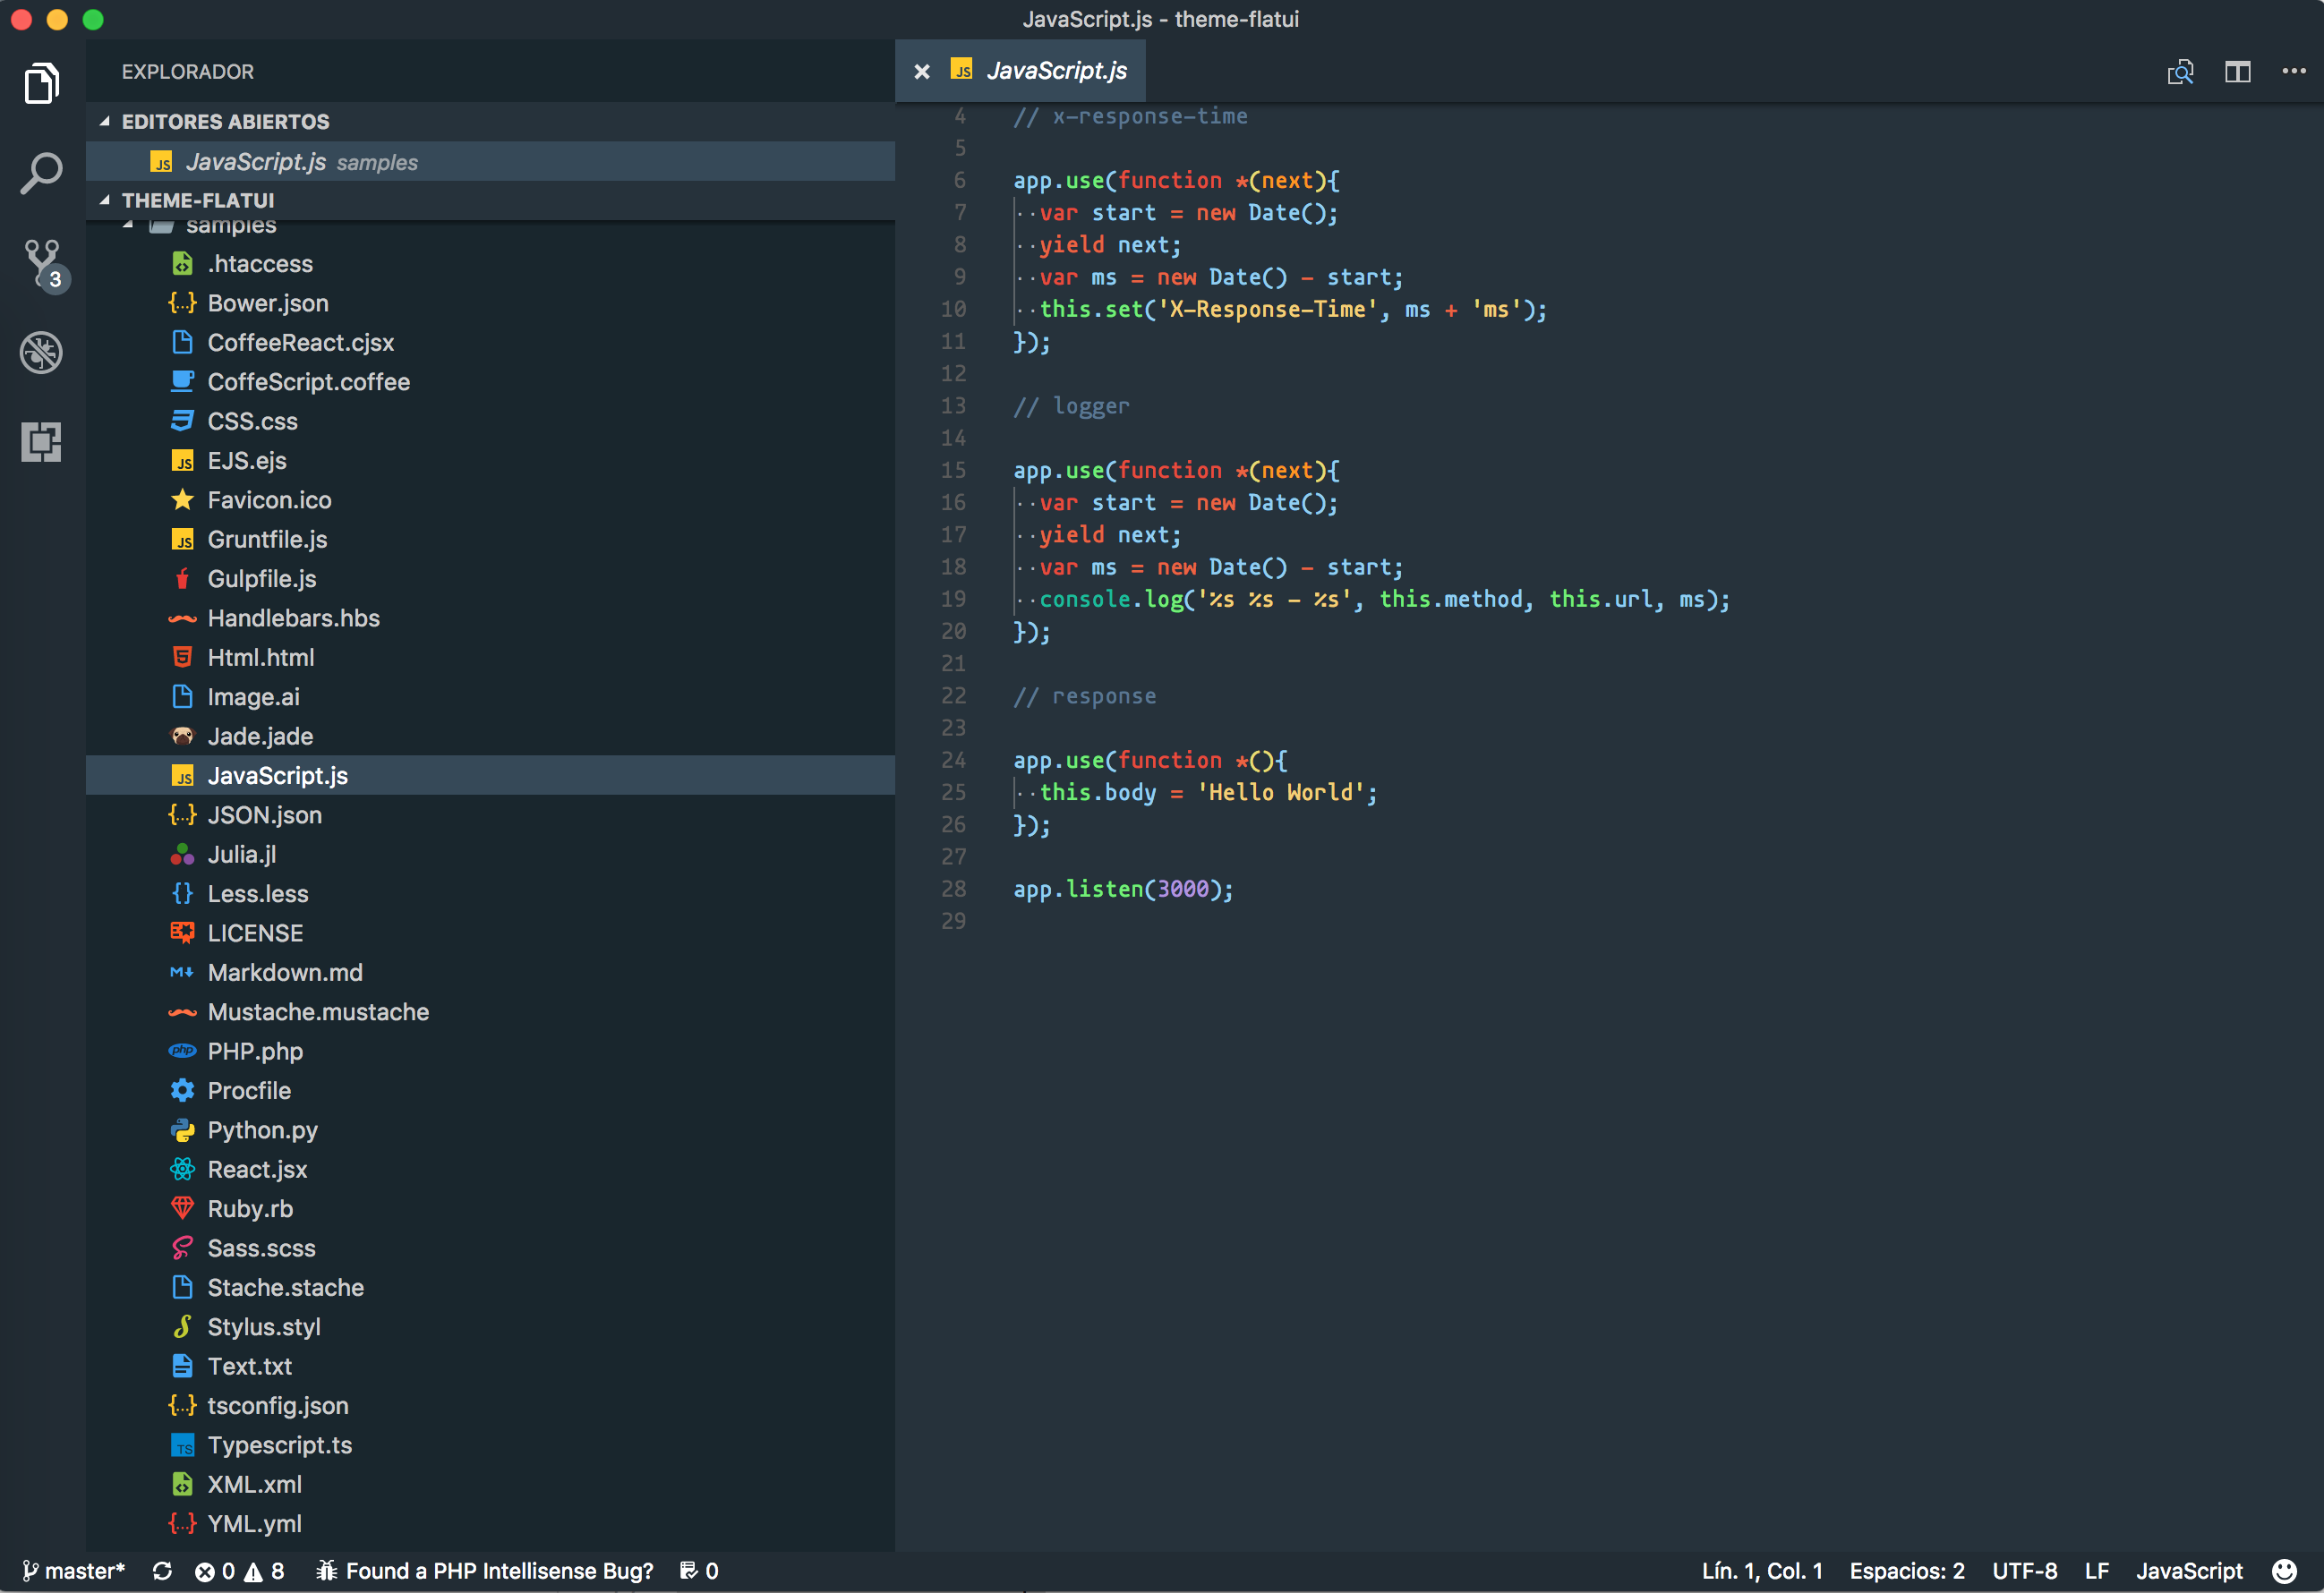 JavaScript.js - theme-flatui
EXPLORADOR
EDITORES ABIERTOS
JavaScript.js samples
THEME-FLATUI
samples
.htaccess
Bower.json
CoffeeReact.cjsx
CoffeScript.coffee
CSS.css
EJS.ejs
Favicon.ico
Gruntfile.js
Gulpfile.js
Handlebars.hbs
Html.html
Image.ai
Jade.jade
JavaScript.js
JSON.json
Julia.jl
Less.less
LICENSE
Markdown.md
Mustache.mustache
PHP.php
Procfile
Python.py
React.jsx
Ruby.rb
Sass.scss
Stache.stache
Stylus.styl
Text.txt
tsconfig.json
Typescript.ts
XML.xml
YML.yml
3
JavaScript.js
4 // x-response-time
5
6 app.use(function *(next){
7 var start = new Date();
8 yield next;
9 var ms = new Date() - start;
10 this.set('X-Response-Time', ms + 'ms');
11 });
12
13 // logger
14
15 app.use(function *(next){
16 var start = new Date();
17 yield next;
18 var ms = new Date() - start;
19 console.log('%s %s - %s', this.method, this.url, ms);
20 });
21
22 // response
23
24 app.use(function *(){
25 this.body = 'Hello World';
26 });
27
28 app.listen(3000);
29
master* 0 8 Found a PHP Intellisense Bug? 0 Lín. 1, Col. 1 Espacios: 2 UTF-8 LF JavaScript